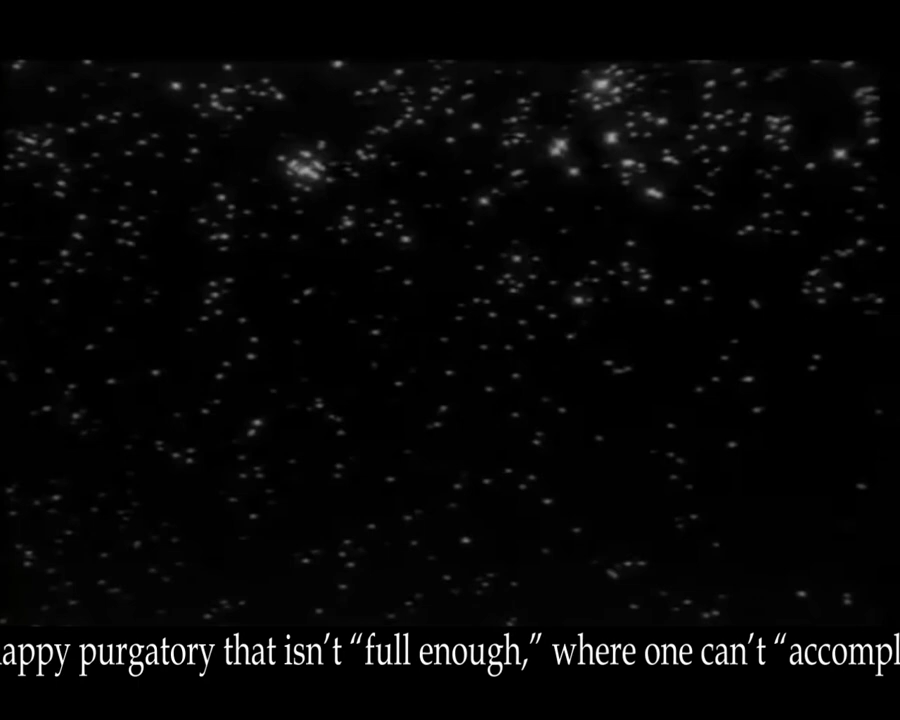 appy purgatory that isn't “full enough,” where one can't “accompl